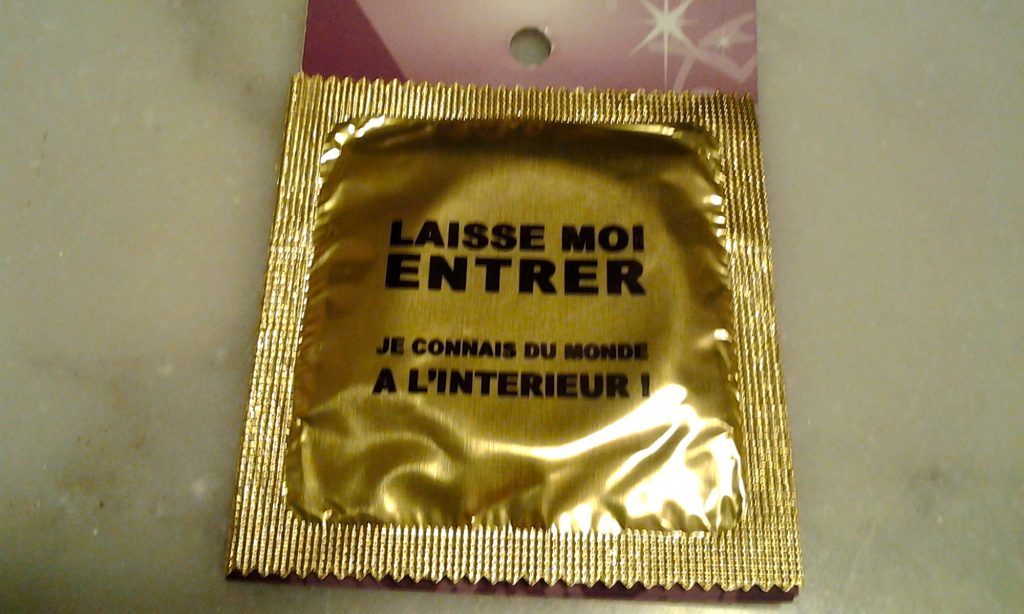 LAISSE MOI
ENTRER
JE CONNAIS DU MONDE
A L'INTERIEUR !